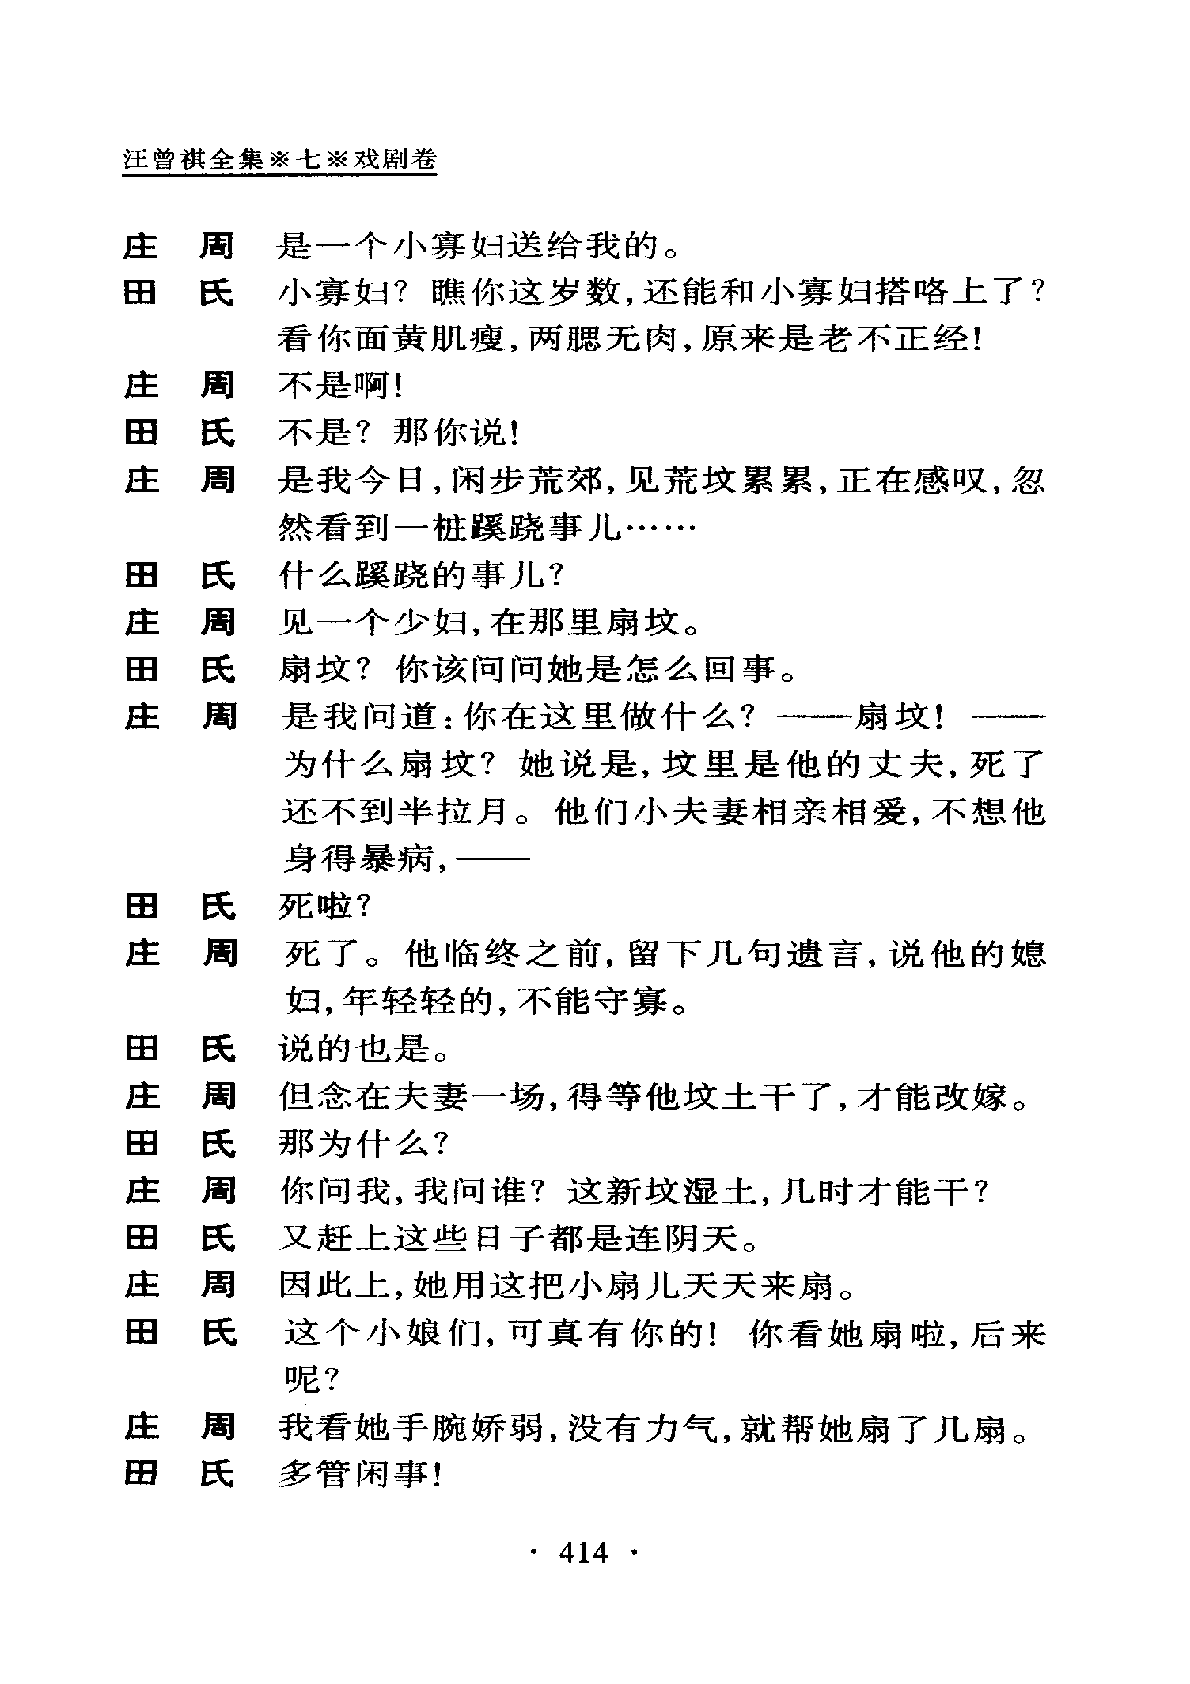 汪曾祺全集※七※戏剧卷
庄 周 是一个小寡妇送给我的。
田 氏 小寡妇？瞧你这岁数，还能和小寡妇搭咯上了？
看你面黄肌瘦，两腮无肉，原来是老不正经！
庄 周 不是啊！
田 氏 不是？那你说！
庄 周 是我今日，闲步荒郊，见荒坟累累，正在感叹，忽
然看到一桩蹊跷事儿……
田 氏 什么蹊跷的事儿？
庄 周 见一个少妇，在那里扇坟。
田 氏 扇坟？你该问问她是怎么回事。
庄 周 是我问道：你在这里做什么？——扇坟！——
为什么扇坟？她说是，坟里是他的丈夫，死了
还不到半拉月。他们小夫妻相亲相爱，不想他
身得暴病，——
田 氏 死啦？
庄 周 死了。他临终之前，留下几句遗言，说他的媳
妇，年轻轻的，不能守寡。
田 氏 说的也是。
庄 周 但念在夫妻一场，得等他坟土干了，才能改嫁。
田 氏 那为什么？
庄 周 你问我，我问谁？这新坟湿土，几时才能干？
田 氏 又赶上这些日子都是连阴天。
庄 周 因此上，她用这把小扇儿天天来扇。
田 氏 这个小娘们，可真有你的！你看她扇啦，后来
呢？
庄 周 我看她手腕娇弱，没有力气，就帮她扇了几扇。
田 氏 多管闲事！
· 414 ·